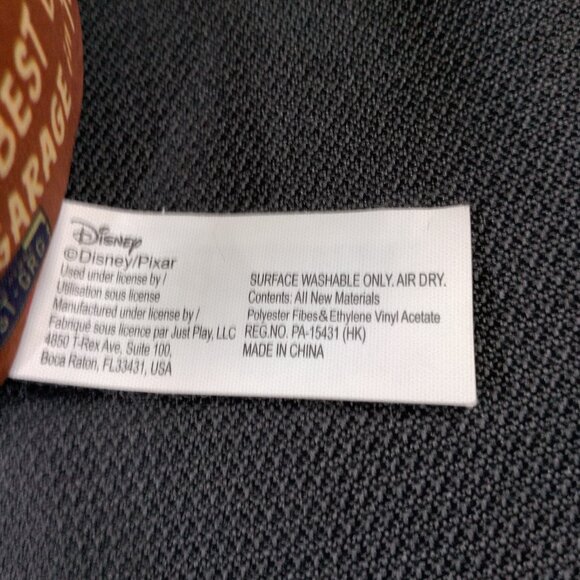 BEST
GARAGE
Disney
©Disney/Pixar
Used under license by/
Utilisation sous license
Manufactured under license by/
Fabriqué sous licence par Just Play, LLC
4850 T-Rex Ave, Suite 100,
Boca Raton, FL33431, USA
SURFACE WASHABLE ONLY. AIR DRY.
Contents: All New Materials
Polyester Fibes&Ethylene Vinyl Acetate
REG.NO. PA-15431 (HK)
MADE IN CHINA